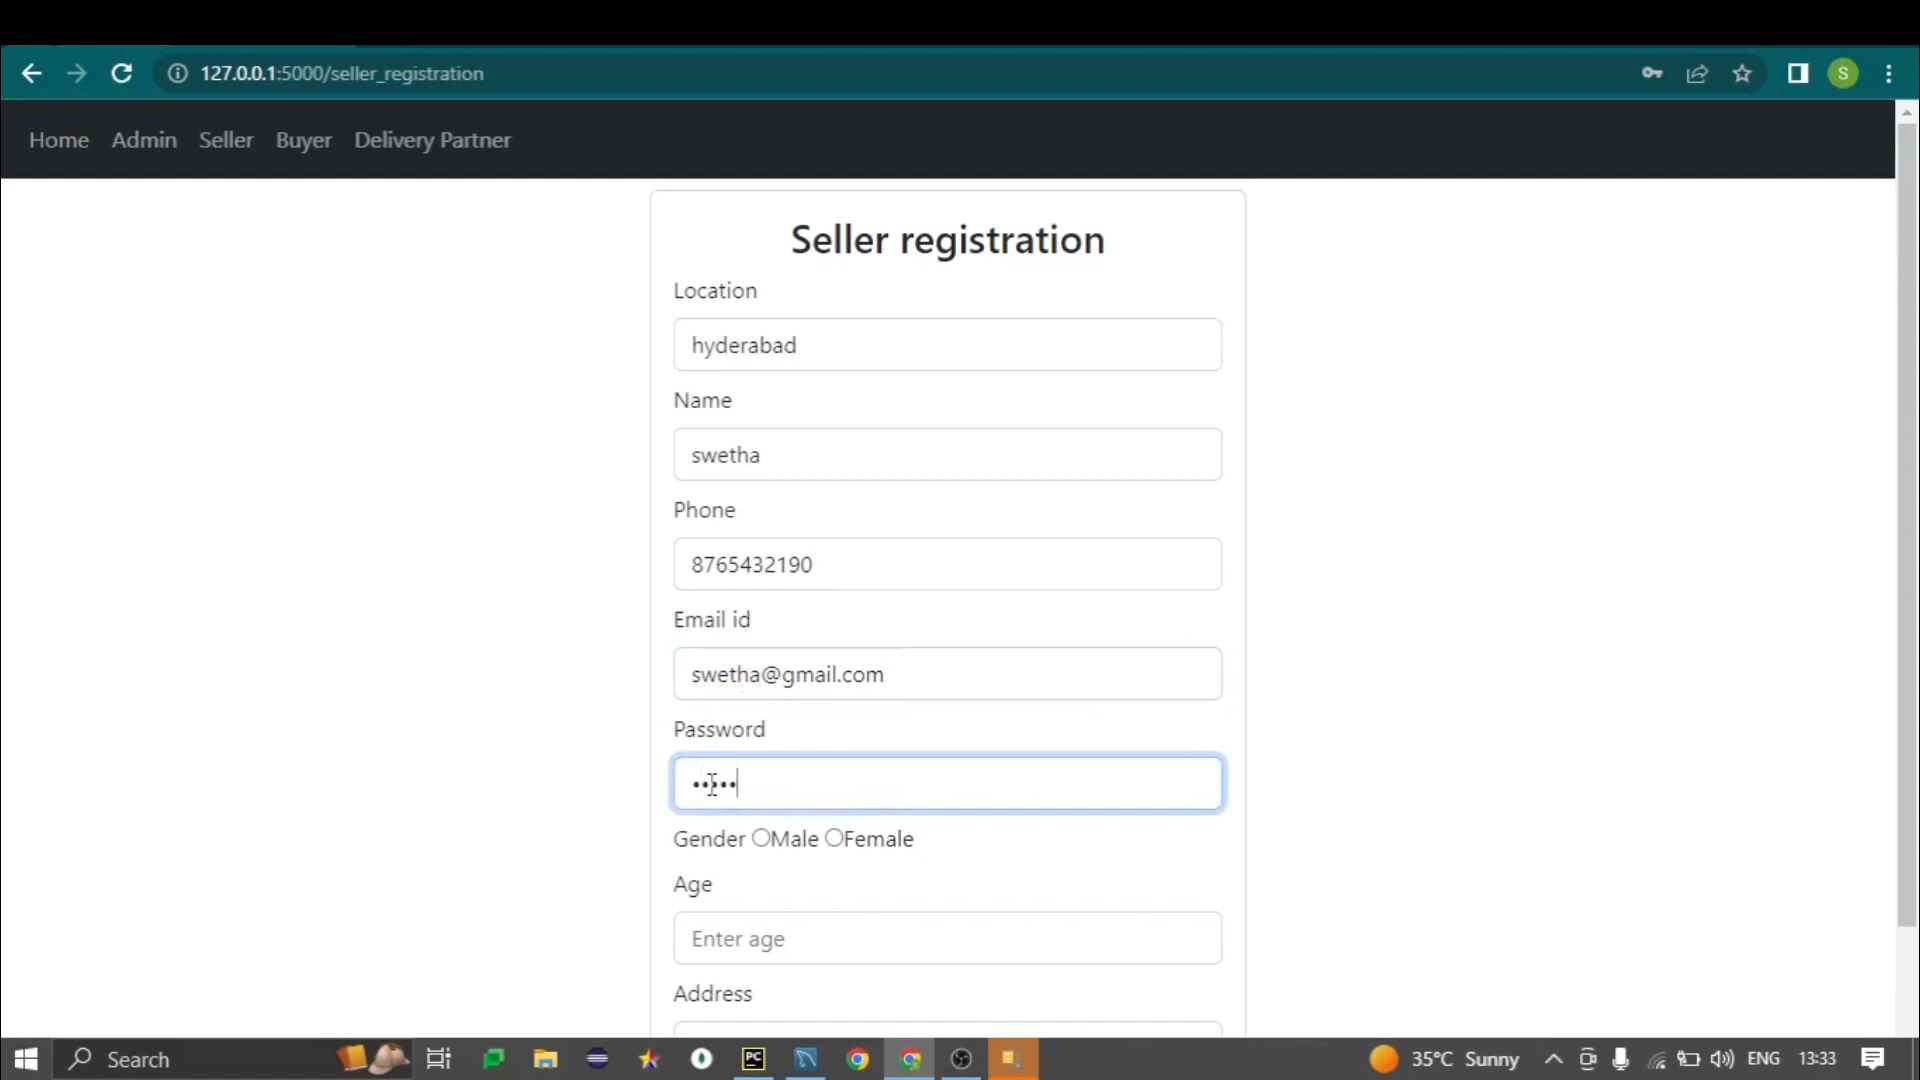 127.0.0.1:5000/seller_registration
S
Home Admin Seller Buyer Delivery Partner
Seller registration
Location
hyderabad
Name
swetha
Phone
8765432190
Email id
swetha@gmail.com
Password
•••••
Gender Male Female
Age
Enter age
Address
Search PC 35°C Sunny ENG 13:33